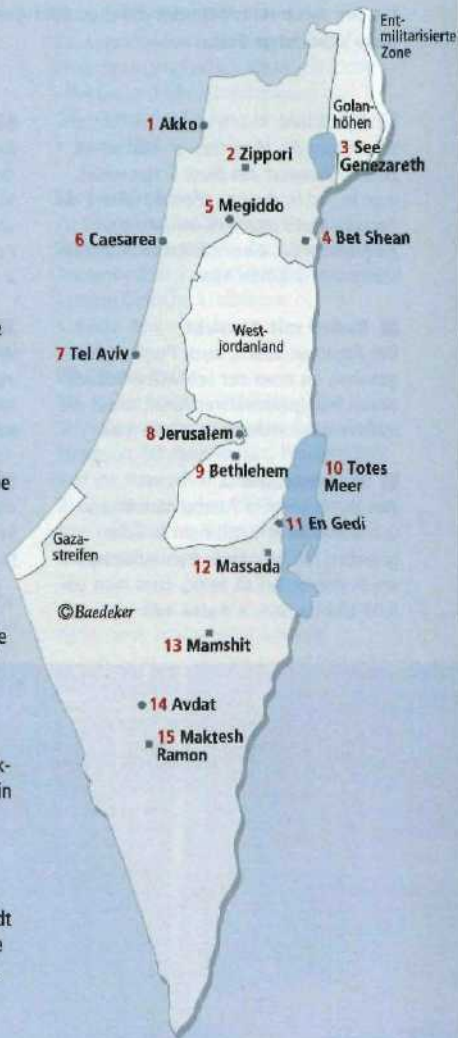 Ent-
militarisierte
Zone
Golan-
höhen
1 Akko
2 Zippori
3 See
Genezareth
5 Megiddo
6 Caesarea
4 Bet Shean
West-
jordanland
7 Tel Aviv
8 Jerusalem
9 Bethlehem
10 Totes
Meer
11 En Gedi
Gaza-
streifen
12 Massada
©Baedeker
13 Mamshit
14 Avdat
15 Maktesh
Ramon
k-
in
dt